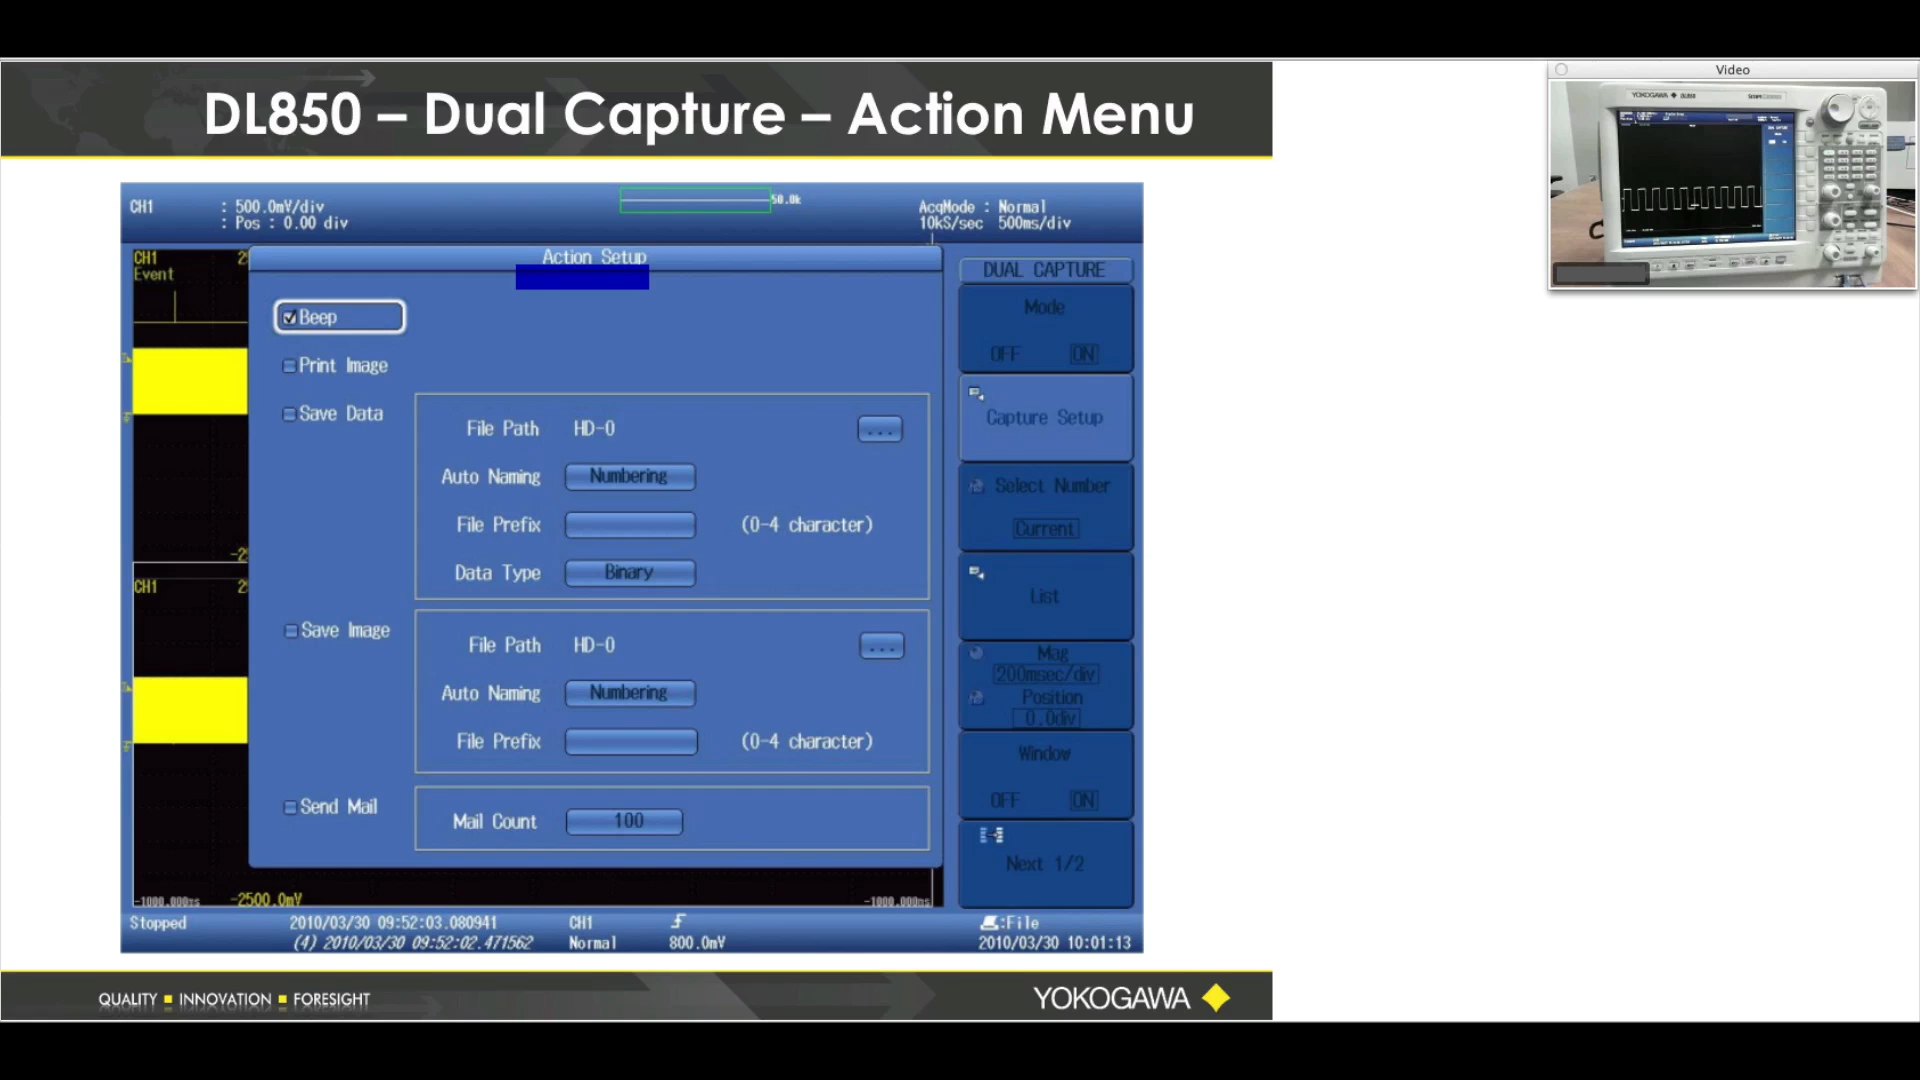 Video
DL850 – Dual Capture – Action Menu
CH1 : 500.0mV/div
: Pos : 0.00 div
50.0k
AcqMode : Normal
10kS/sec 500ms/div
CH1
Event
Action Setup
Beep
Print Image
Save Data
File Path HD-0 ...
Auto Naming Numbering
File Prefix (0-4 character)
Data Type Binary
Save Image
File Path HD-0 ...
Auto Naming Numbering
File Prefix (0-4 character)
Send Mail
Mail Count 100
CH1
DUAL CAPTURE
Mode
OFF ON
Capture Setup
Select Number
Current
List
Mag
200msec/div
Position
0.0div
Window
OFF ON
Next 1/2
-2500.0mV
Stopped 2010/03/30 09:52:03.080941 CH1 :File
(4) 2010/03/30 09:52:02.471562 Normal 800.0mV 2010/03/30 10:01:13
QUALITY INNOVATION FORESIGHT
YOKOGAWA
YOKOGAWA DL850